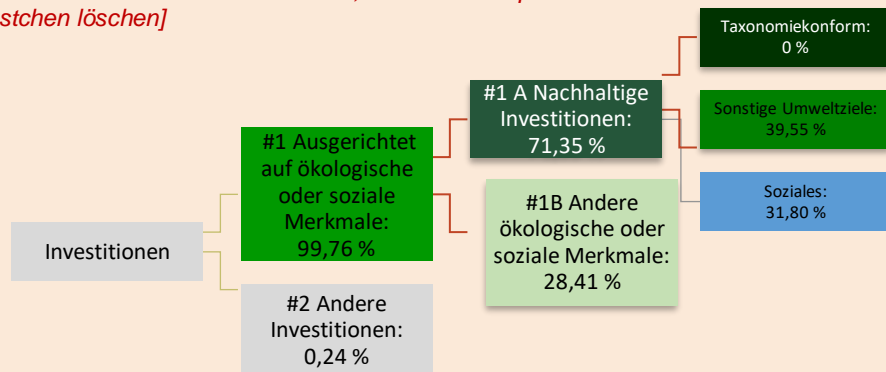 stchen löschen]
Taxonomiekonform:
0 %
#1 A Nachhaltige
Investitionen:
71,35 %
Sonstige Umweltziele:
39,55 %
#1 Ausgerichtet
auf ökologische
oder soziale
Merkmale:
99,76 %
Soziales:
31,80 %
#1B Andere
ökologische oder
soziale Merkmale:
28,41 %
Investitionen
#2 Andere
Investitionen:
0,24 %